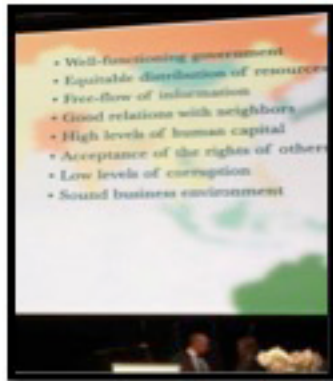 • Well-functioning government
• Equitable distribution of resources
• Free-flow of information
• Good relations with neighbors
• High levels of human capital
• Acceptance of the rights of others
• Low levels of corruption
• Sound business environment